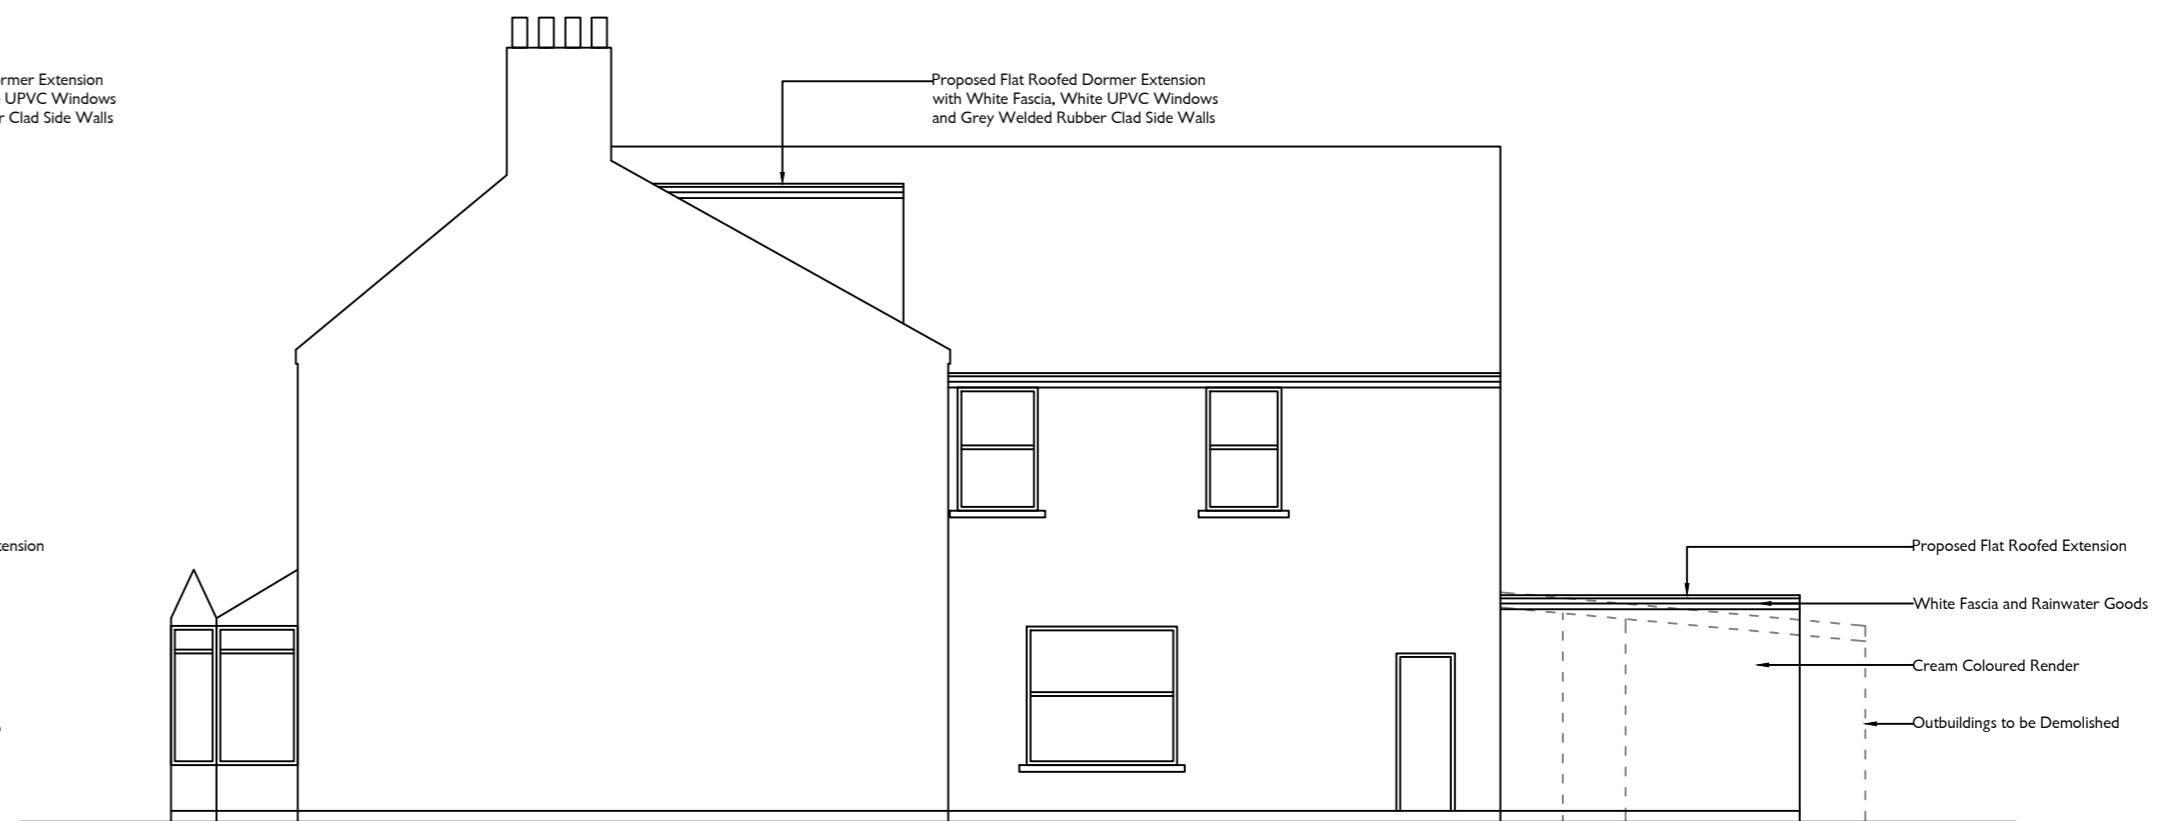 Extension
UPVC Windows
Clad Side Walls
Proposed Flat Roofed Dormer Extension
with White Fascia, White UPVC Windows
and Grey Welded Rubber Clad Side Walls
Proposed Flat Roofed Extension
White Fascia and Rainwater Goods
Cream Coloured Render
Outbuildings to be Demolished